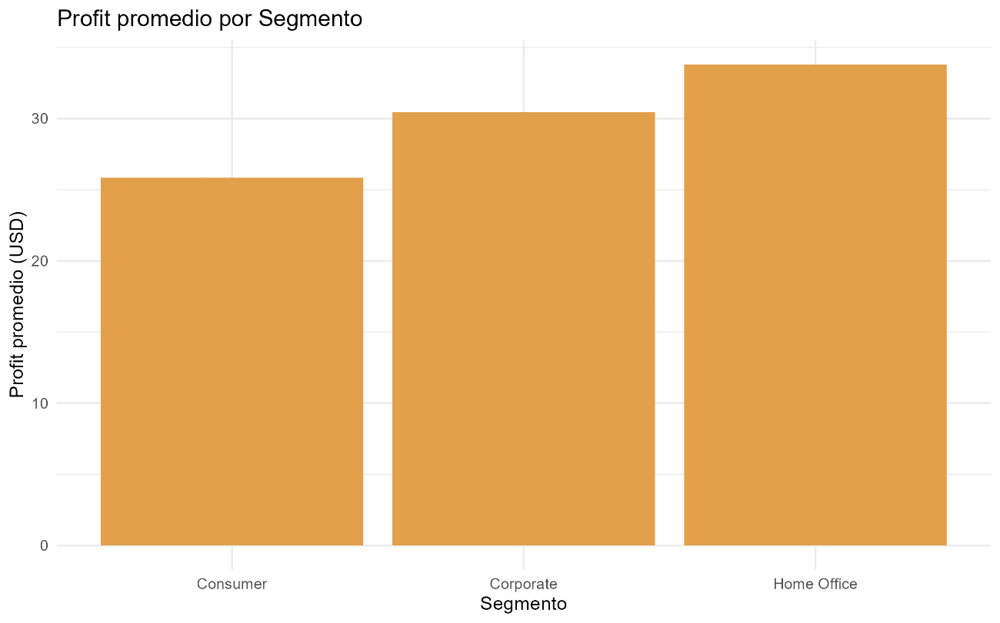 Profit promedio por Segmento
Profit promedio (USD)
30
20
10
0
Consumer
Corporate
Home Office
Segmento